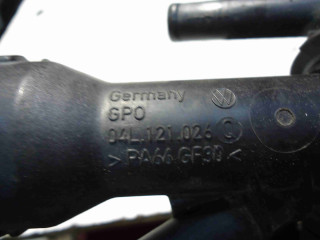 Germany
GPO
04L.121.026
> PA66 GF30 <